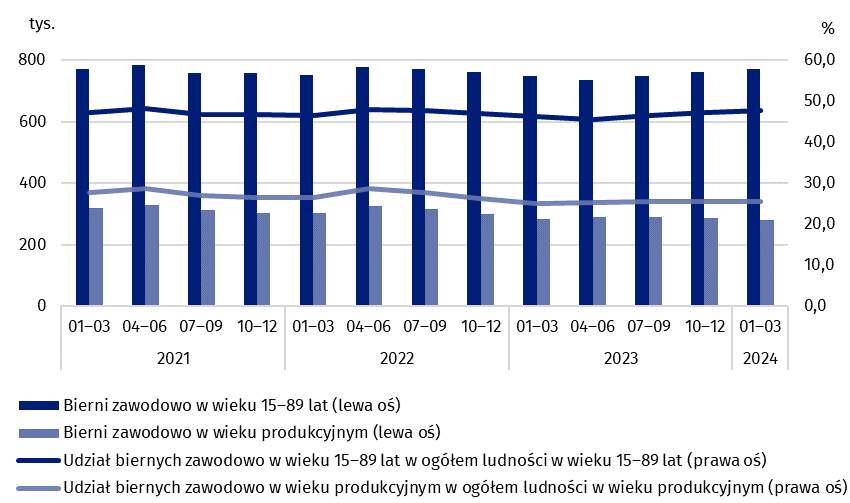 tys.
%
800 60,0
50,0
600
40,0
400 30,0
20,0
200
10,0
0 0,0
01–03 04–06 07–09 10–12 01–03 04–06 07–09 10–12 01–03 04–06 07–09 10–12 01–03
2021 2022 2023 2024
Bierni zawodowo w wieku 15–89 lat (lewa oś)
Bierni zawodowo w wieku produkcyjnym (lewa oś)
Udział biernych zawodowo w wieku 15–89 lat w ogółem ludności w wieku 15–89 lat (prawa oś)
Udział biernych zawodowo w wieku produkcyjnym w ogółem ludności w wieku produkcyjnym (prawa oś)